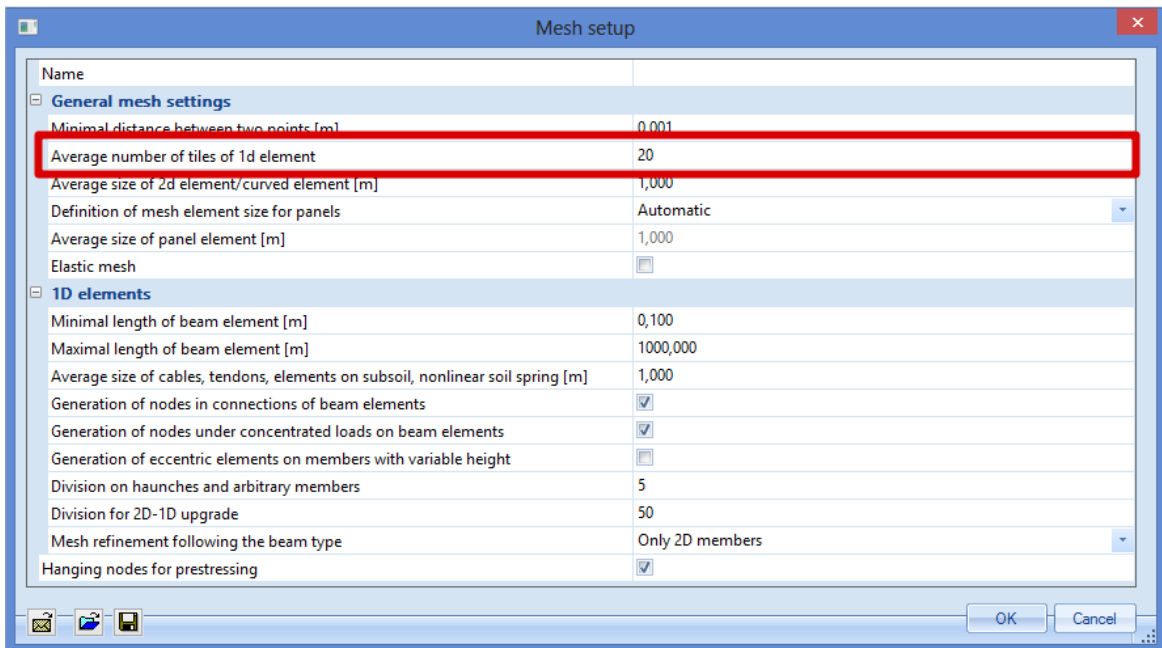 Mesh setup
Name
General mesh settings
Minimal distance between two points [m] 0,001
Average number of tiles of 1d element 20
Average size of 2d element/curved element [m] 1,000
Definition of mesh element size for panels Automatic
Average size of panel element [m] 1,000
Elastic mesh
1D elements
Minimal length of beam element [m] 0,100
Maximal length of beam element [m] 1000,000
Average size of cables, tendons, elements on subsoil, nonlinear soil spring [m] 1,000
Generation of nodes in connections of beam elements
Generation of nodes under concentrated loads on beam elements
Generation of eccentric elements on members with variable height
Division on haunches and arbitrary members 5
Division for 2D-1D upgrade 50
Mesh refinement following the beam type Only 2D members
Hanging nodes for prestressing
OK Cancel